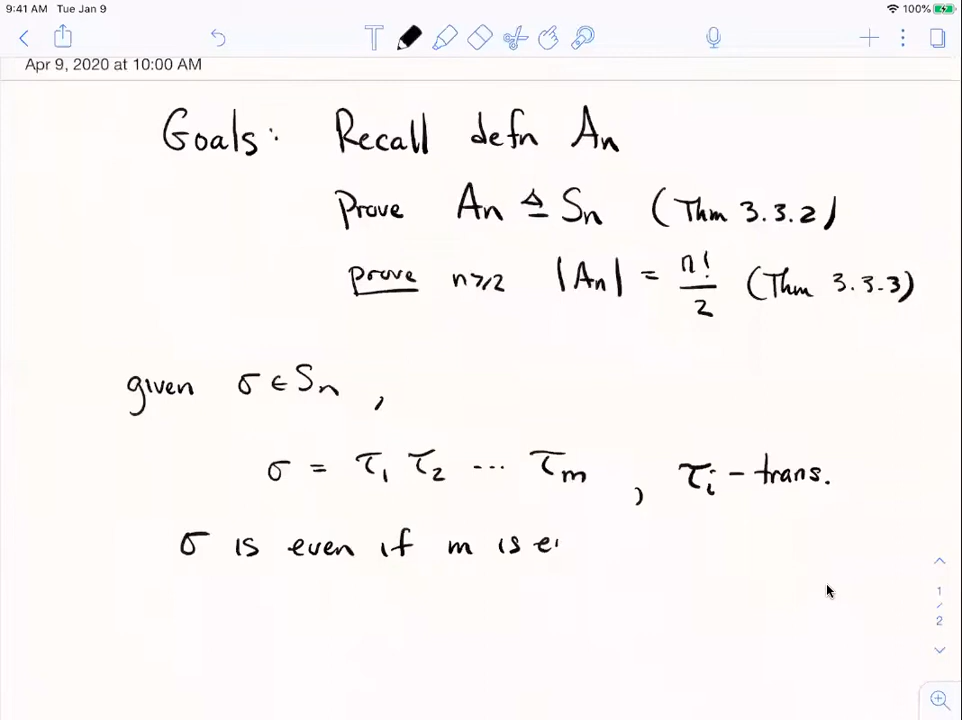 9:41 AM Tue Jan 9
100%
Apr 9, 2020 at 10:00 AM
Goals: Recall defn An
Prove An ⊴ Sn (Thm 3.3.2)
prove n≥2 |An| = n!/2 (Thm 3.3.3)
given σ ∈ Sn ,
σ = τ1 τ2 ... τm , τi - trans.
σ is even if m is e
1 / 2